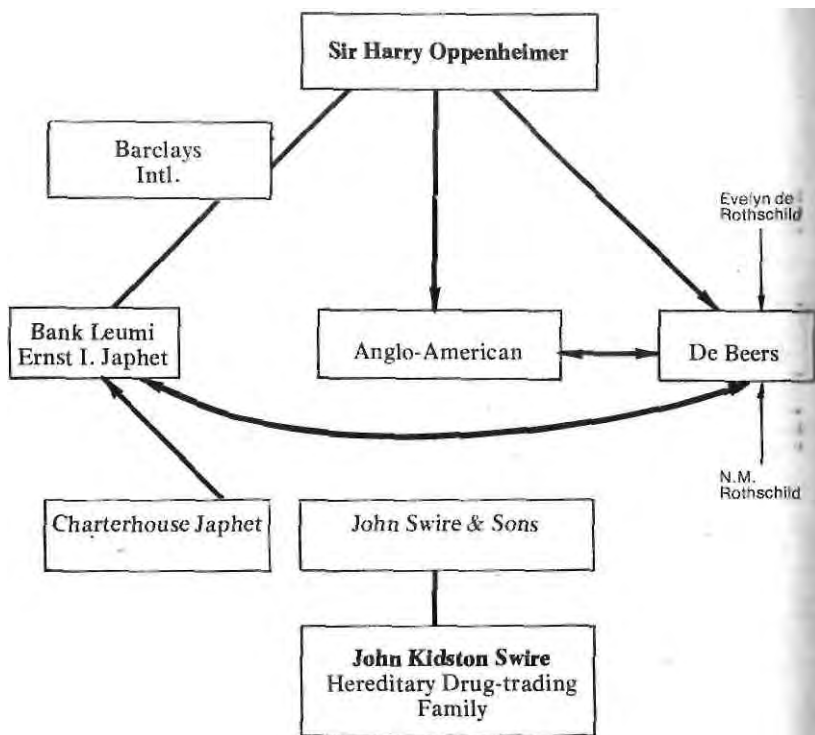 Sir Harry Oppenheimer
Barclays
Intl.
Evelyn de
Rothschild
Bank Leumi
Ernst I. Japhet
Anglo-American
De Beers
N.M.
Rothschild
Charterhouse Japhet
John Swire & Sons
John Kidston Swire
Hereditary Drug-trading
Family